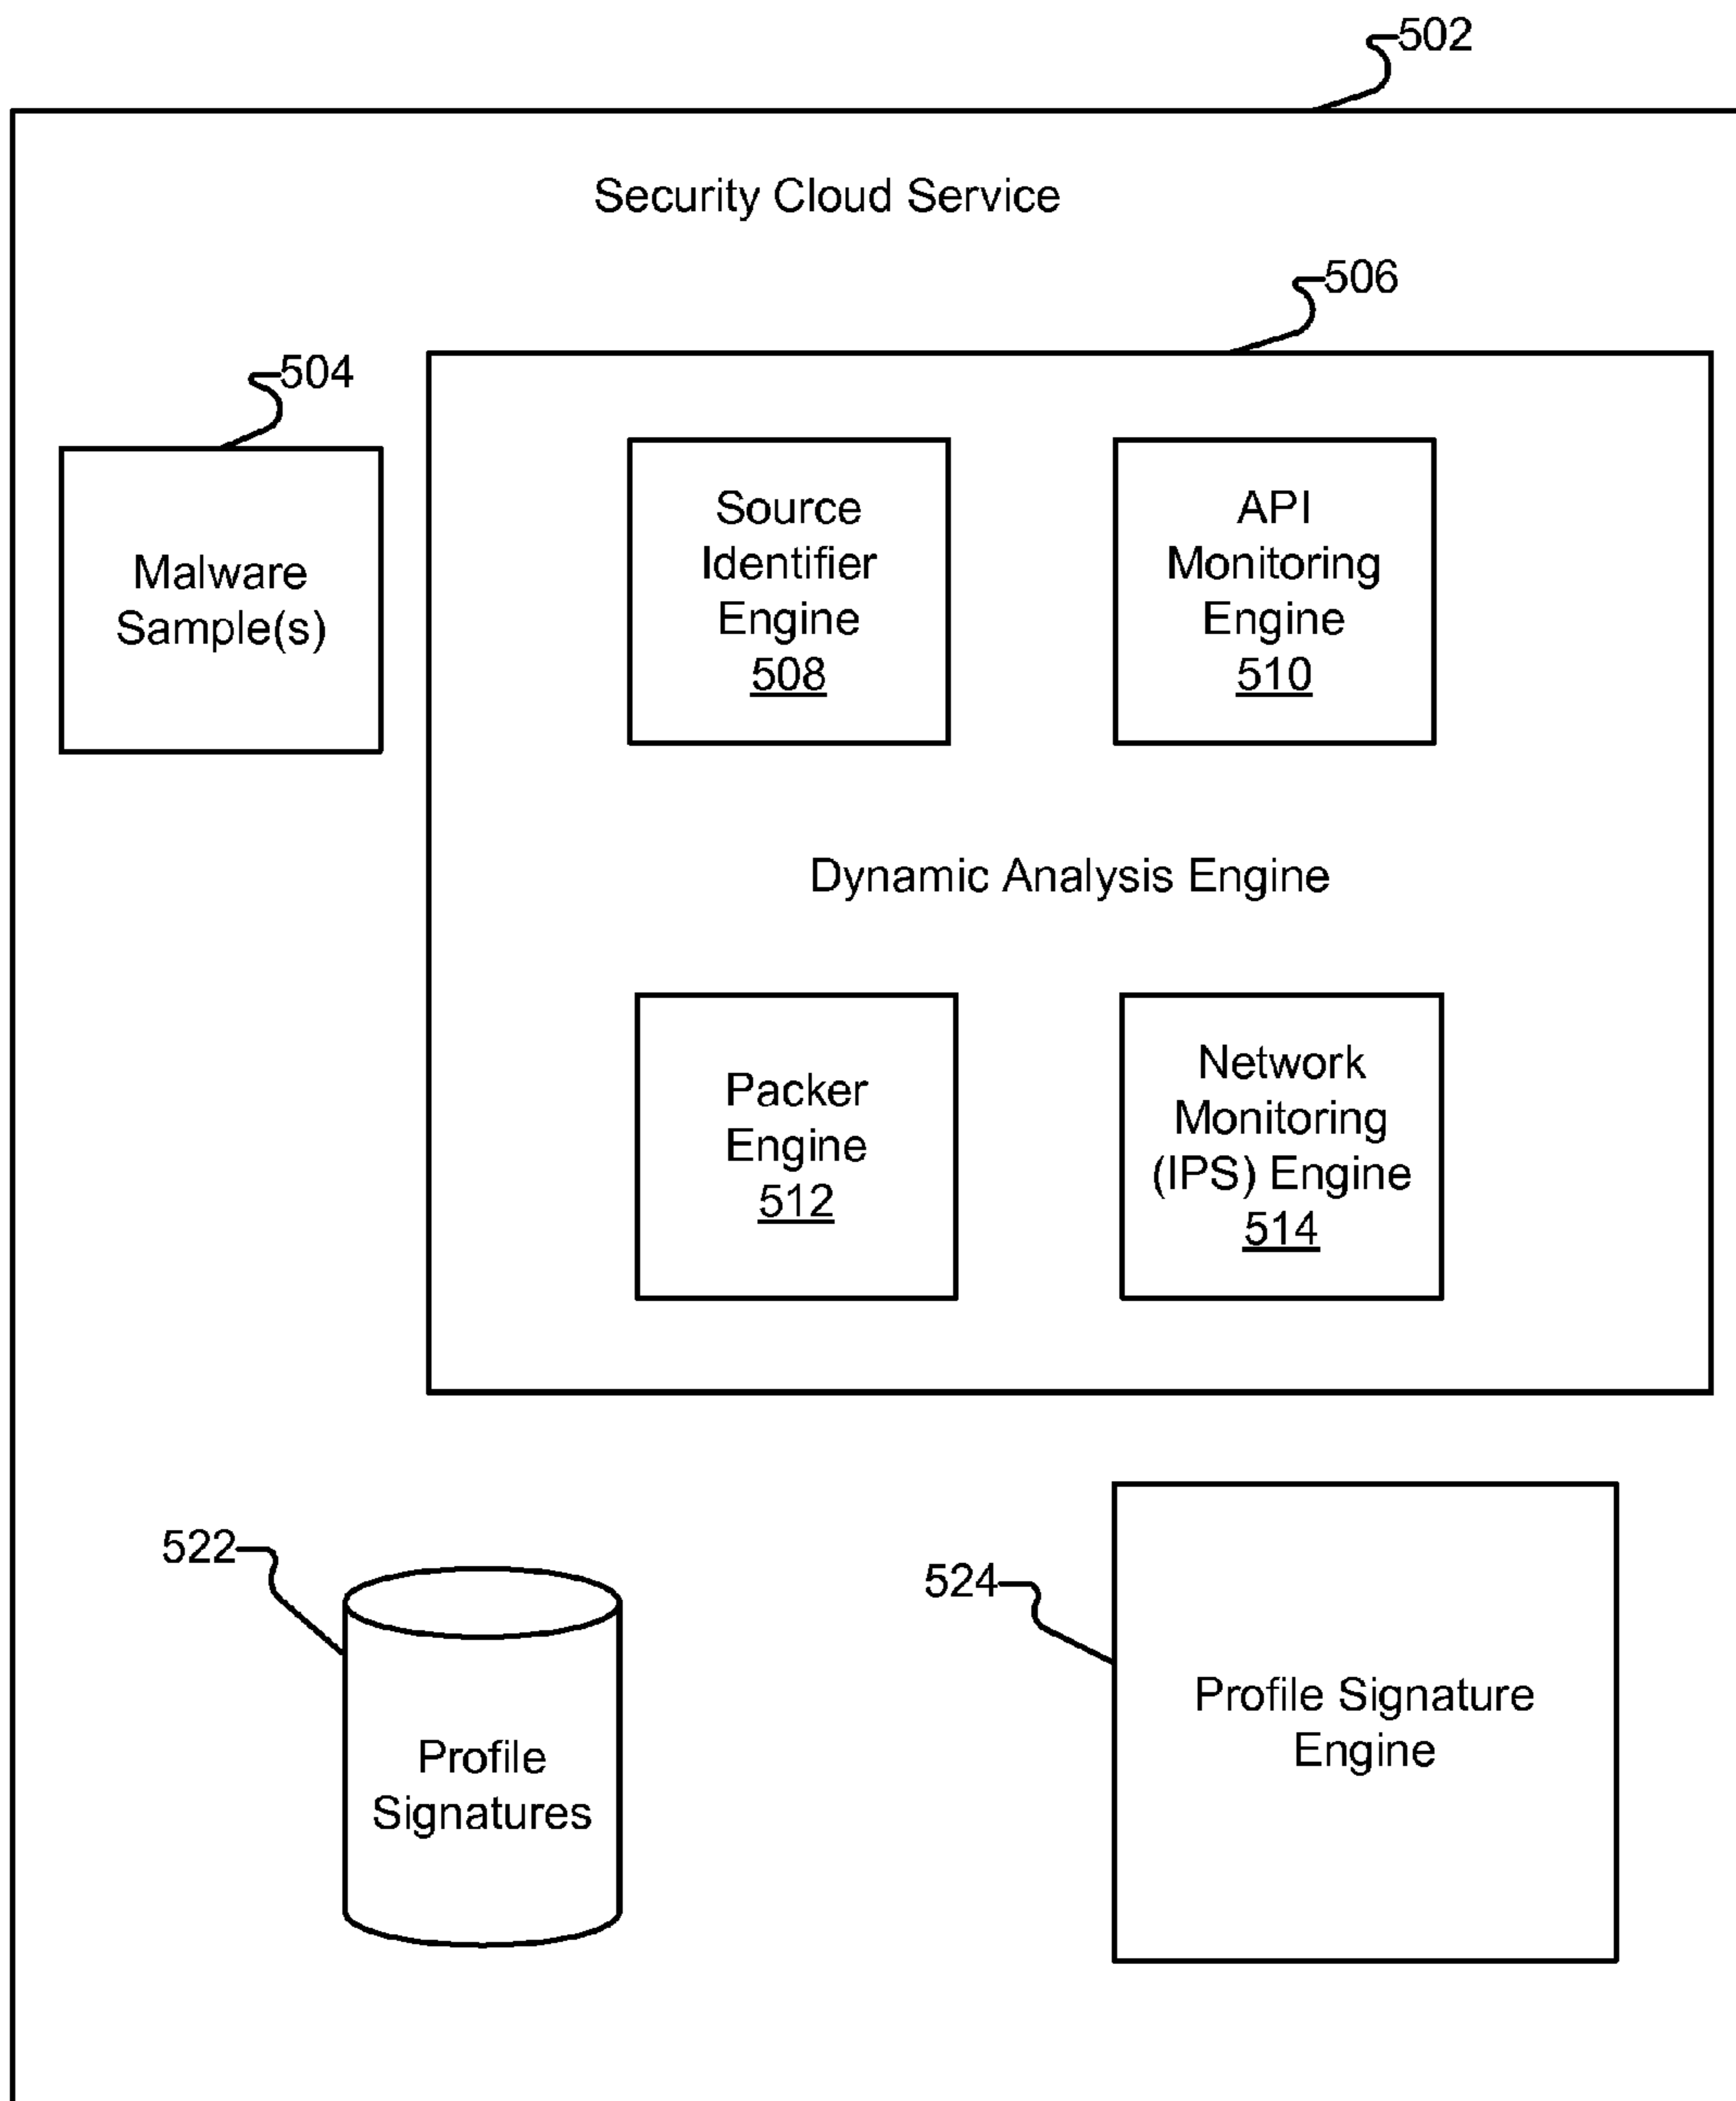 502
Security Cloud Service
506
504
Malware
Sample(s)
Source
Identifier
Engine
508
API
Monitoring
Engine
510
Dynamic Analysis Engine
Packer
Engine
512
Network
Monitoring
(IPS) Engine
514
522
Profile
Signatures
524
Profile Signature
Engine